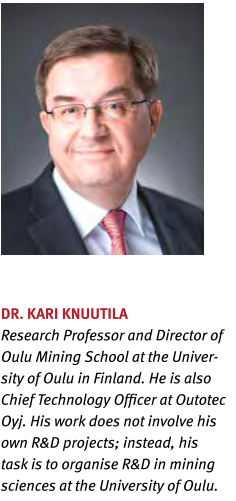 DR. KARI KNUUTILA
Research Professor and Director of
Oulu Mining School at the Univer-
sity of Oulu in Finland. He is also
Chief Technology Officer at Outotec
Oyj. His work does not involve his
own R&D projects; instead, his
task is to organise R&D in mining
sciences at the University of Oulu.